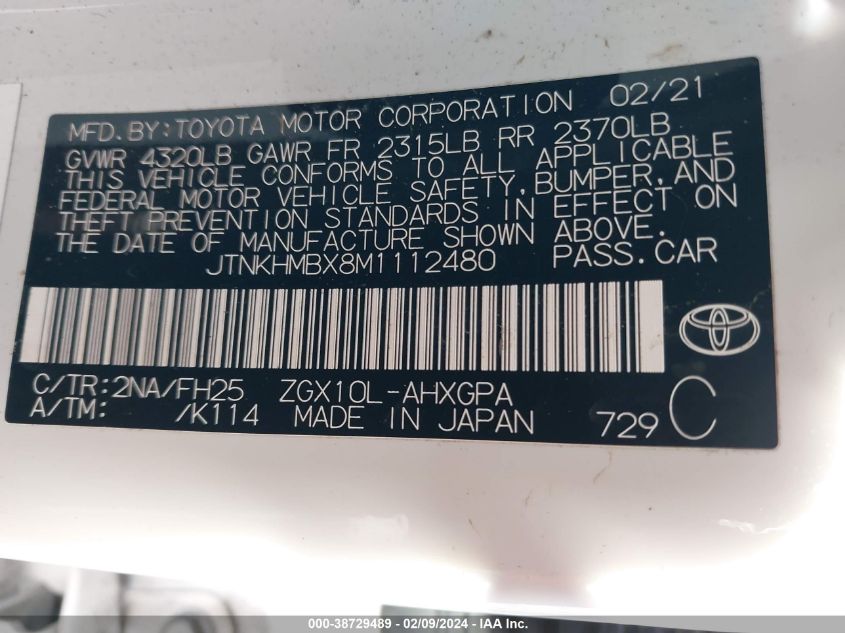 MFD. BY: TOYOTA MOTOR CORPORATION 02/21
GVWR 4320LB GAWR FR 2315LB RR 2370LB
THIS VEHICLE CONFORMS TO ALL APPLICABLE
FEDERAL MOTOR VEHICLE SAFETY, BUMPER, AND
THEFT PREVENTION STANDARDS IN EFFECT ON
THE DATE OF MANUFACTURE SHOWN ABOVE.
JTNKHMBX8M1112480 PASS. CAR
C/TR: 2NA/FH25 ZGX10L-AHXGPA
A/TM: /K114 MADE IN JAPAN 729 C
000-38729489 - 02/09/2024 - IAA Inc.